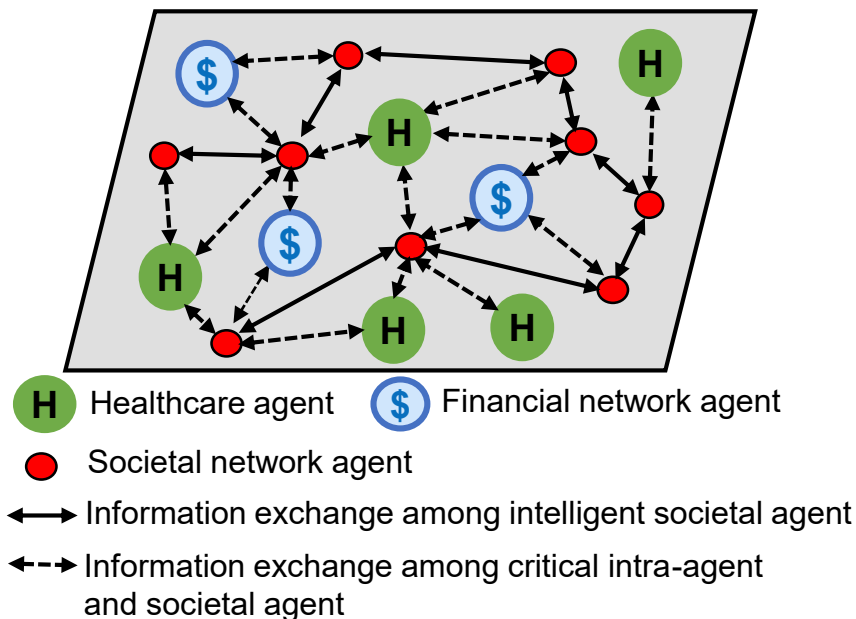 $
H
H
$
$
H
H
H
H Healthcare agent $ Financial network agent
Societal network agent
Information exchange among intelligent societal agent
Information exchange among critical intra-agent
and societal agent